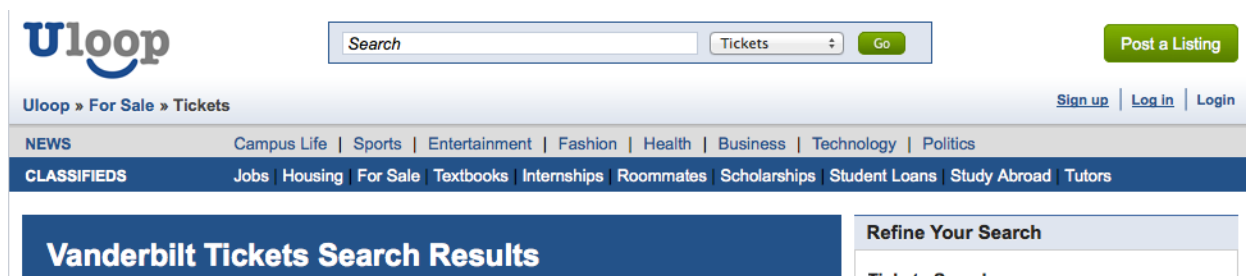 Uloop
Search Tickets Go
Post a Listing
Uloop » For Sale » Tickets
Sign up | Log in | Login
NEWS Campus Life | Sports | Entertainment | Fashion | Health | Business | Technology | Politics
CLASSIFIEDS Jobs | Housing | For Sale | Textbooks | Internships | Roommates | Scholarships | Student Loans | Study Abroad | Tutors
Vanderbilt Tickets Search Results
Refine Your Search